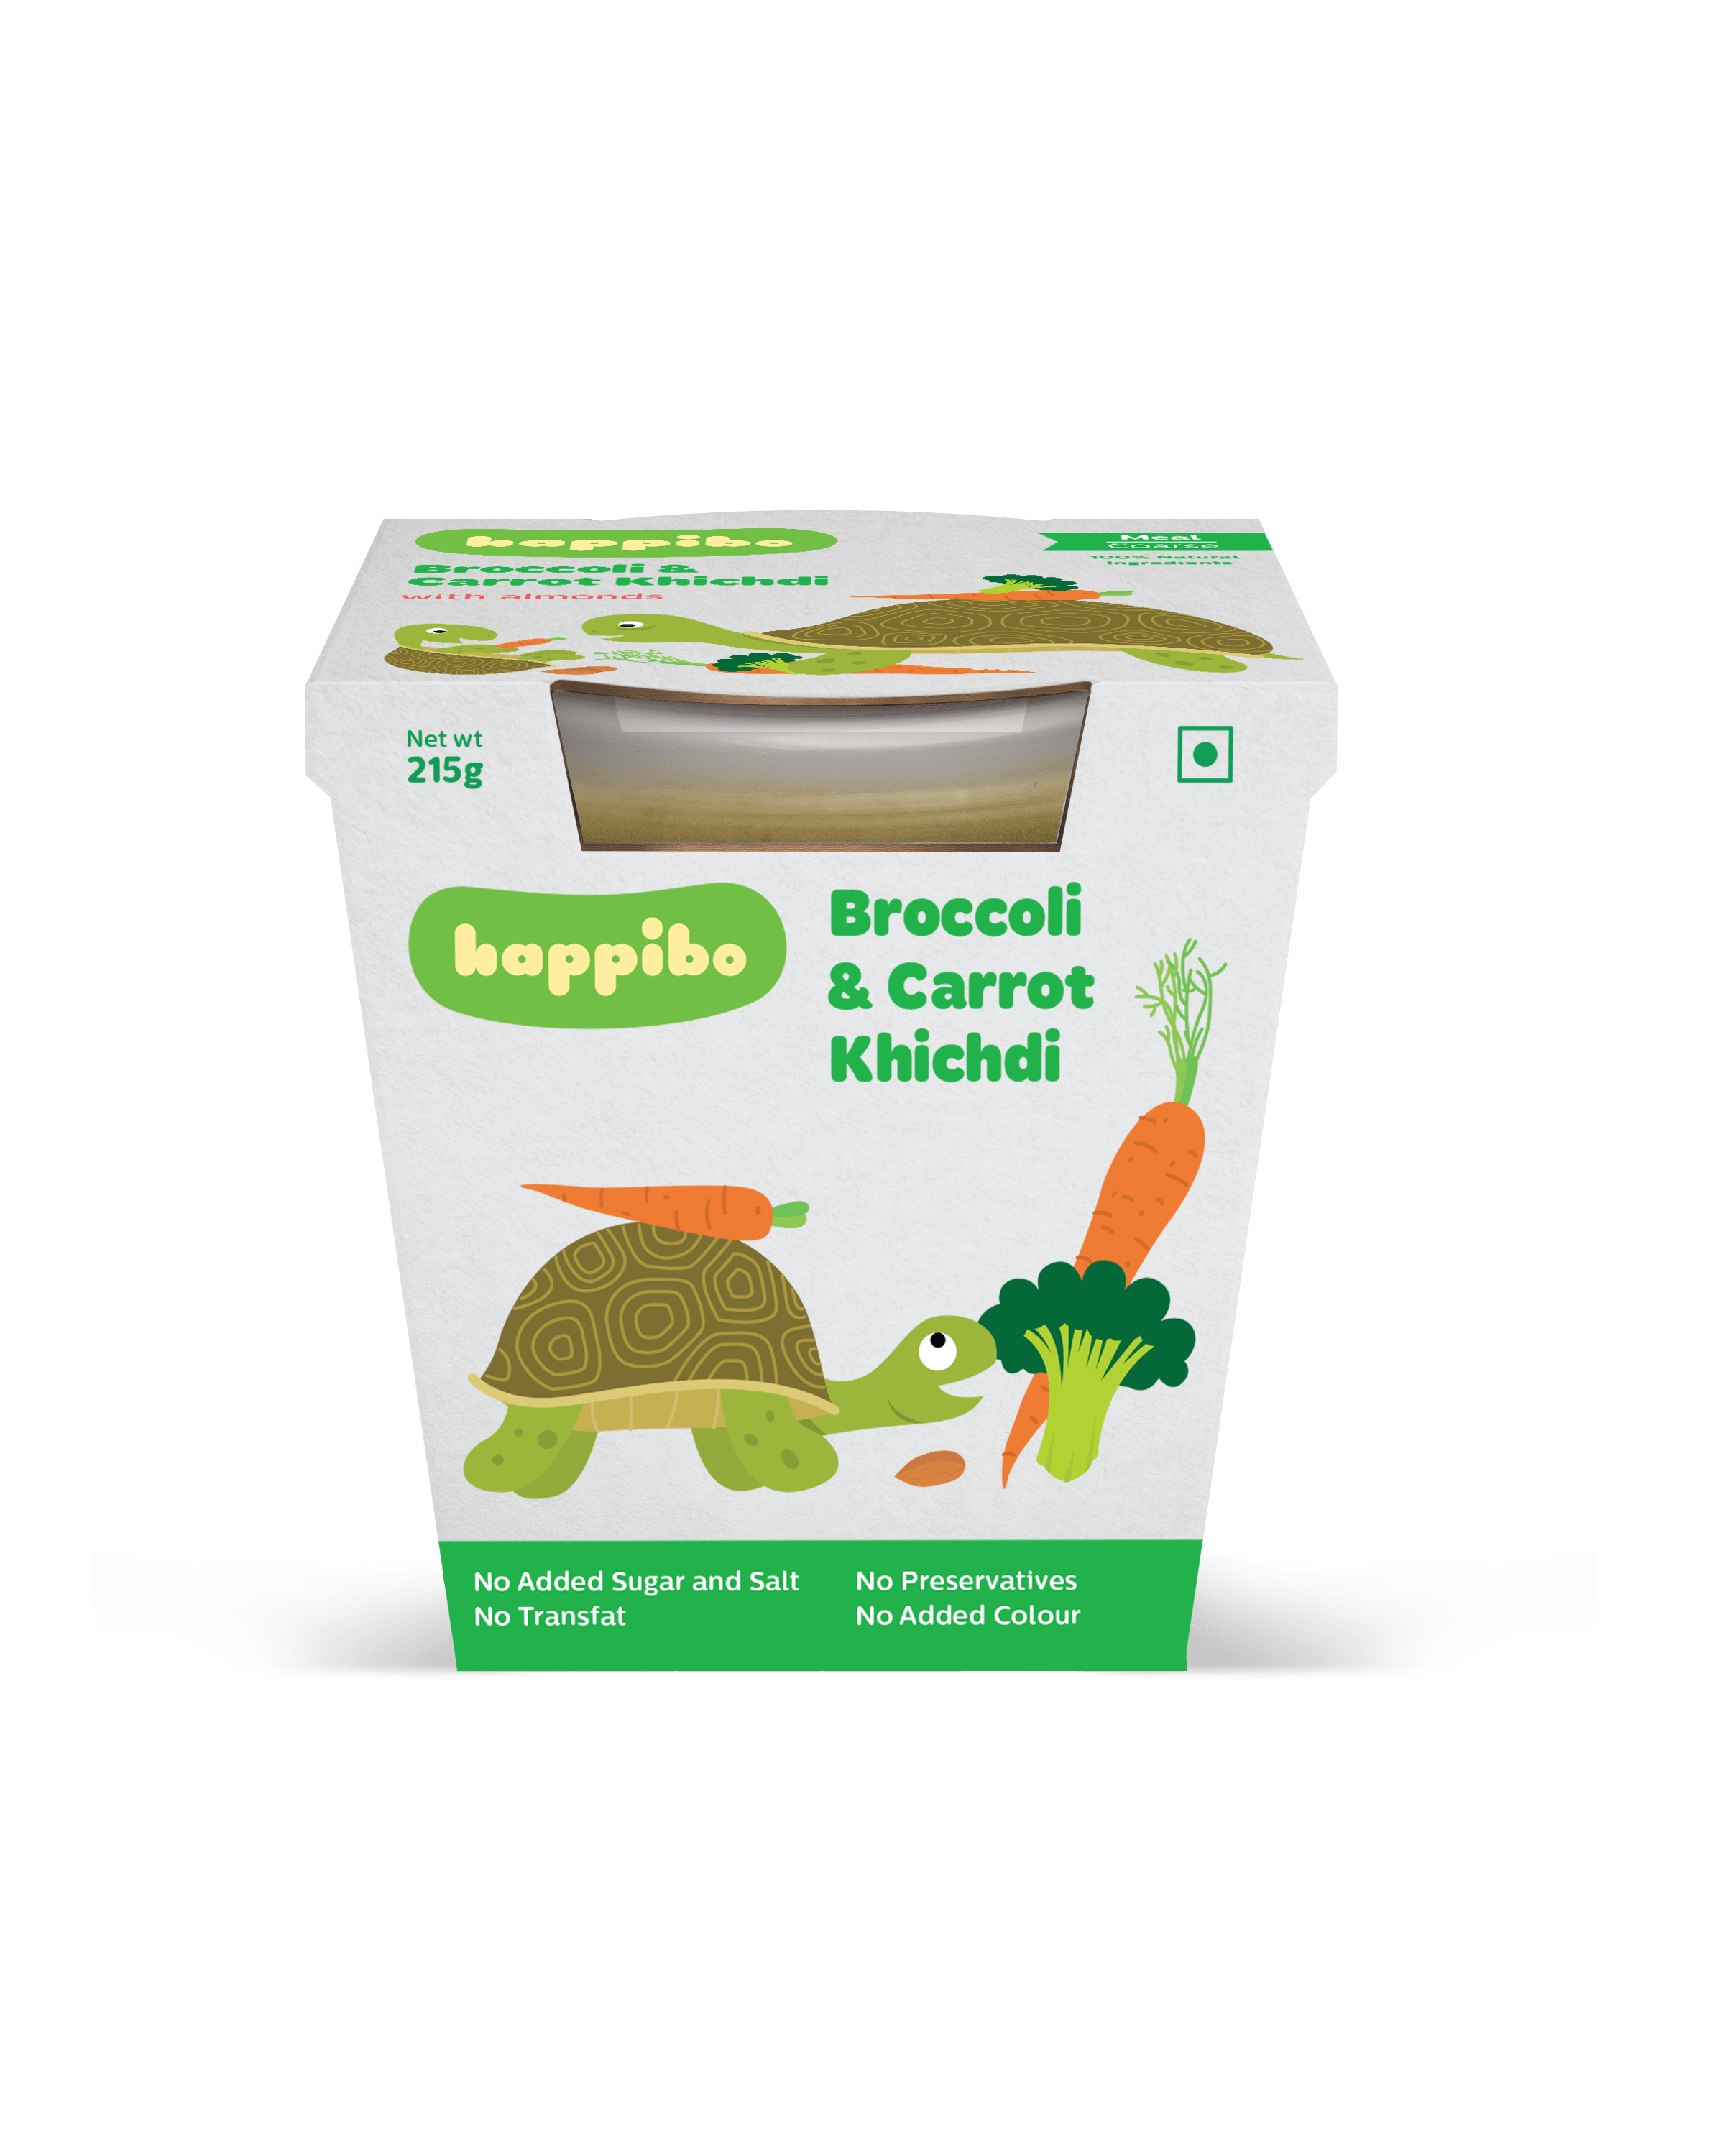 happibo
Broccoli &
Carrot Khichdi
with almonds
Meal
Coarse
100% Natural
Ingredients
Net wt
215g
happibo
Broccoli
& Carrot
Khichdi
No Added Sugar and Salt
No Transfat
No Preservatives
No Added Colour